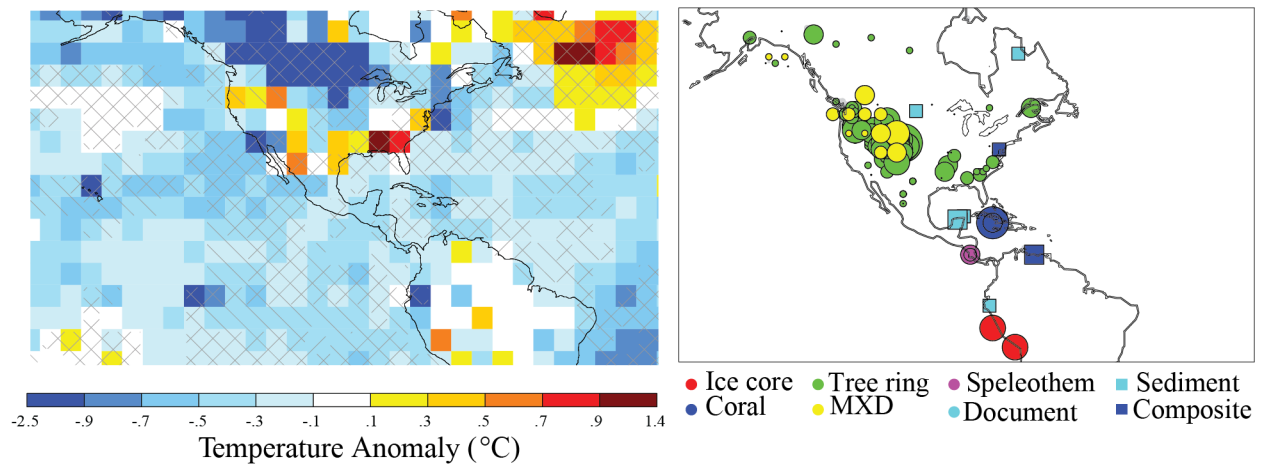 -2.5 -.9 -.7 -.5 -.3 -.1 .1 .3 .5 .7 .9 1.4
Temperature Anomaly (°C)
Ice core Tree ring Speleothem Sediment
Coral MXD Document Composite